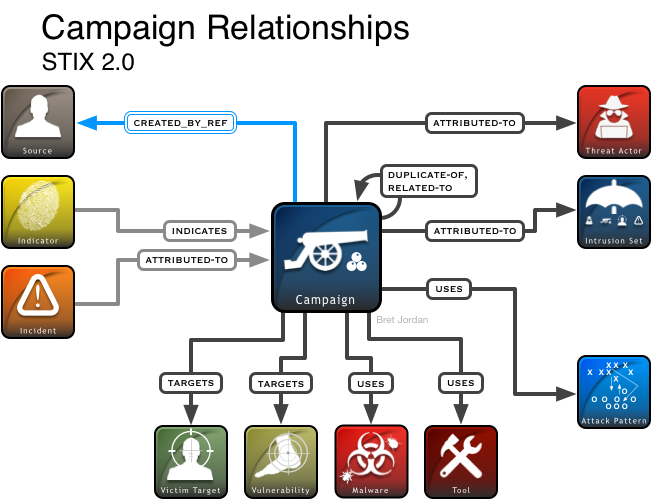 Campaign Relationships
STIX 2.0
Source
CREATED_BY_REF
ATTRIBUTED-TO
Threat Actor
DUPLICATE-OF,
RELATED-TO
Indicator
INDICATES
ATTRIBUTED-TO
Intrusion Set
ATTRIBUTED-TO
Incident
Campaign
USES
Bret Jordan
TARGETS
TARGETS
USES
USES
X X X
X X X X
X
O
O O O O
O O O
Attack Pattern
Victim Target
Vulnerability
Malware
Tool